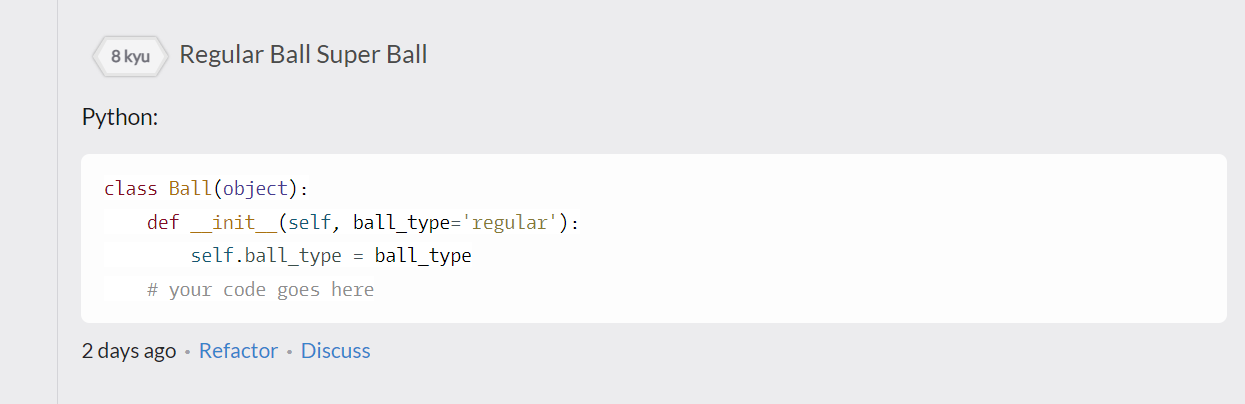 8 kyu Regular Ball Super Ball
Python:
class Ball(object):
    def __init__(self, ball_type='regular'):
        self.ball_type = ball_type
    # your code goes here
2 days ago • Refactor • Discuss